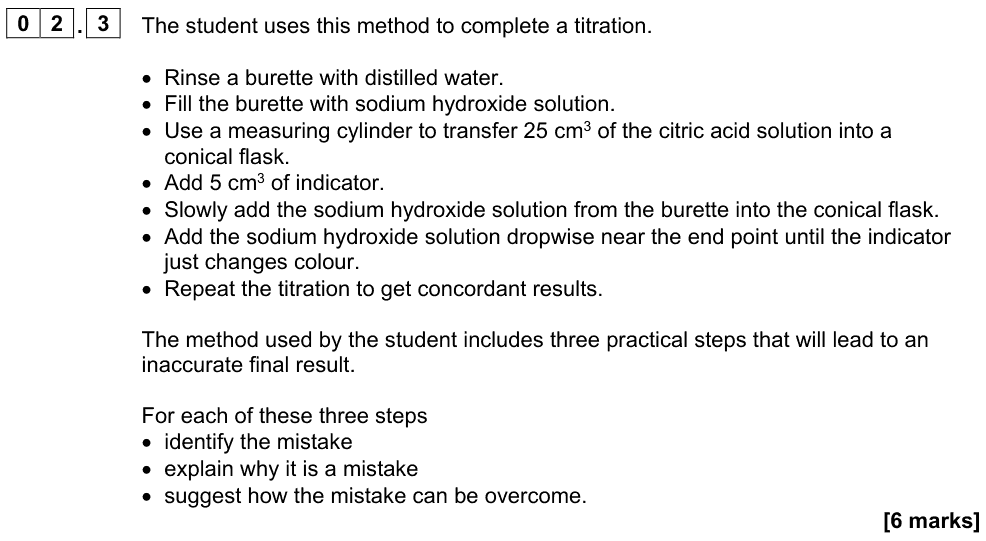 0 2 . 3 The student uses this method to complete a titration.
• Rinse a burette with distilled water.
• Fill the burette with sodium hydroxide solution.
• Use a measuring cylinder to transfer 25 cm³ of the citric acid solution into a
conical flask.
• Add 5 cm³ of indicator.
• Slowly add the sodium hydroxide solution from the burette into the conical flask.
• Add the sodium hydroxide solution dropwise near the end point until the indicator
just changes colour.
• Repeat the titration to get concordant results.
The method used by the student includes three practical steps that will lead to an
inaccurate final result.
For each of these three steps
• identify the mistake
• explain why it is a mistake
• suggest how the mistake can be overcome.
[6 marks]